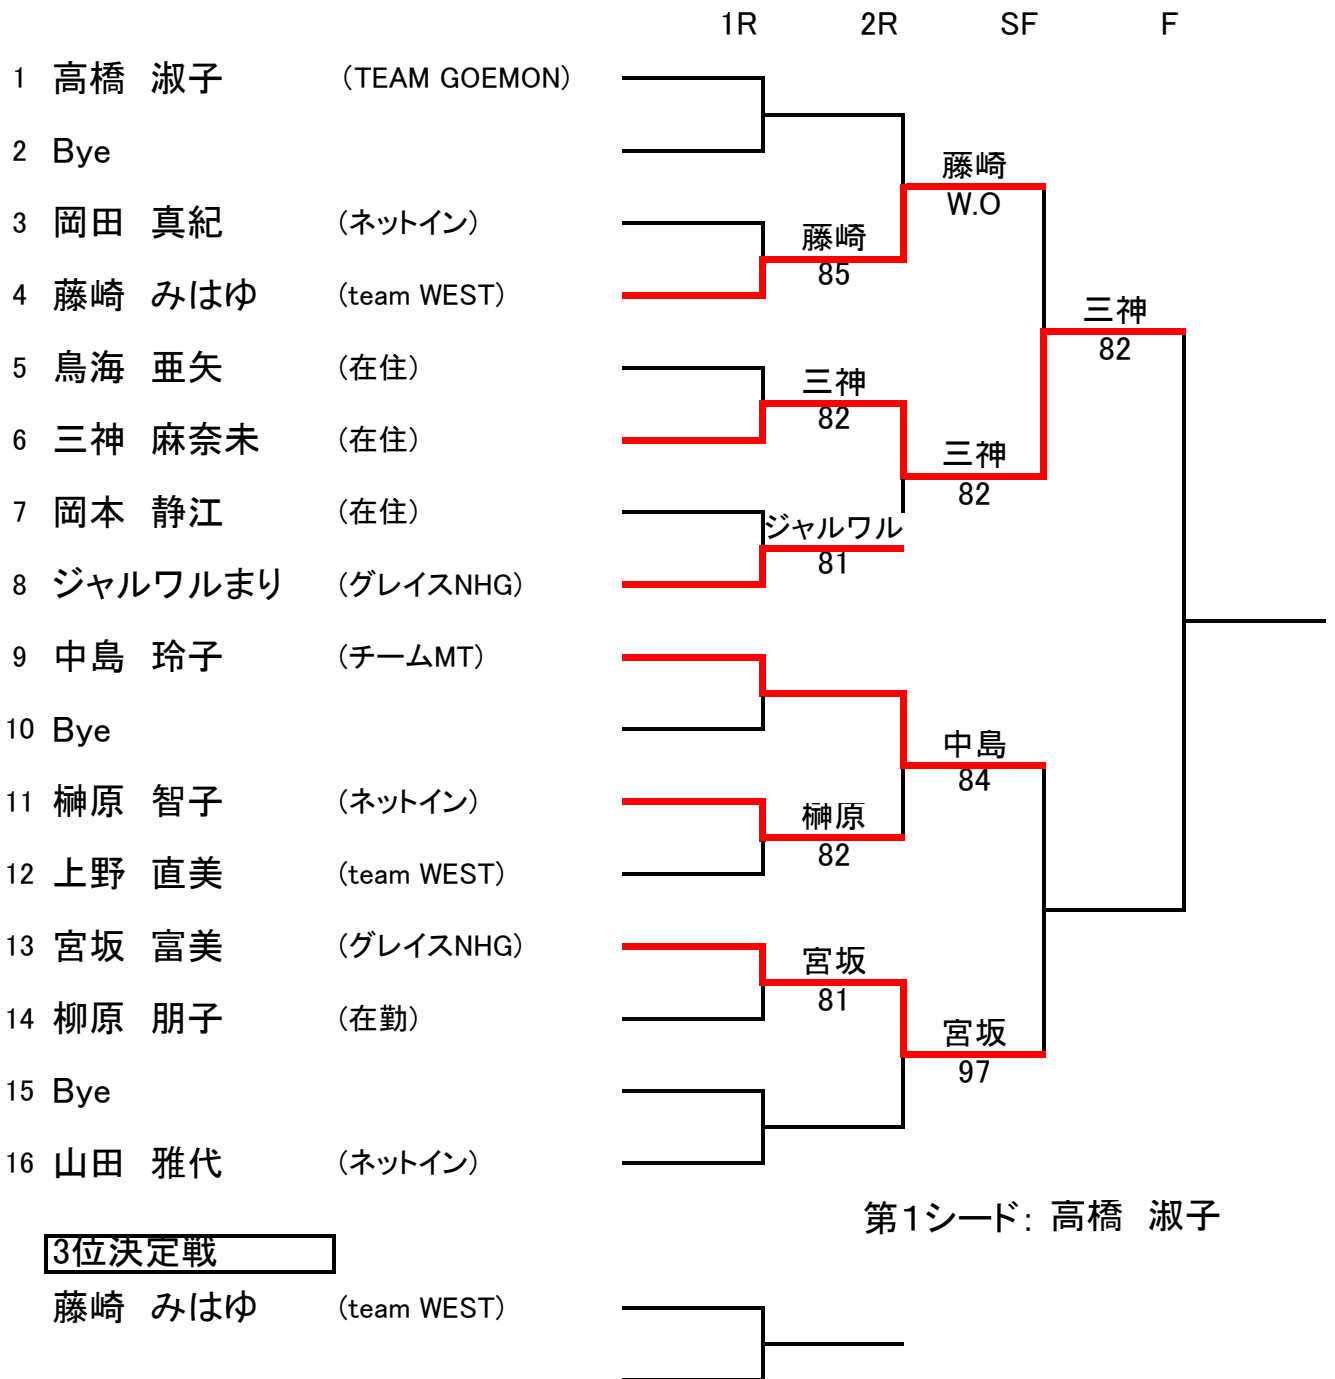 1R 2R SF F
1 高橋 淑子 (TEAM GOEMON)
2 Bye
藤崎
W.O
3 岡田 真紀 (ネットイン)
藤崎
85
4 藤崎 みはゆ (team WEST)
三神
82
5 鳥海 亜矢 (在住)
三神
82
6 三神 麻奈未 (在住)
三神
82
7 岡本 静江 (在住)
ジャルワル
81
8 ジャルワルまり (グレイスNHG)
9 中島 玲子 (チームMT)
10 Bye
中島
84
11 榊原 智子 (ネットイン)
榊原
82
12 上野 直美 (team WEST)
13 宮坂 富美 (グレイスNHG)
宮坂
81
14 柳原 朋子 (在勤)
宮坂
97
15 Bye
16 山田 雅代 (ネットイン)
第1シード: 高橋 淑子
3位決定戦
藤崎 みはゆ (team WEST)